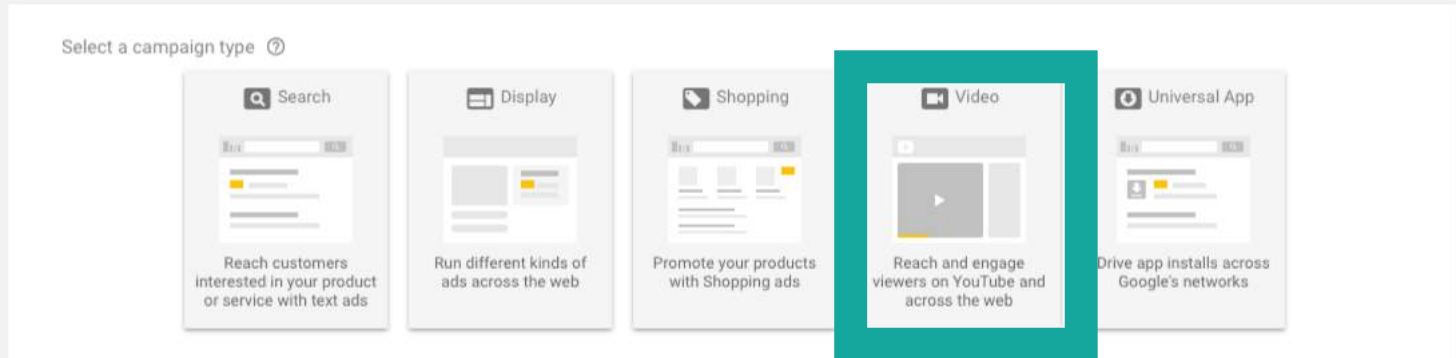 Select a campaign type
Search
Display
Shopping
Video
Universal App
Reach customers
interested in your product
or service with text ads
Run different kinds of
ads across the web
Promote your products
with Shopping ads
Reach and engage
viewers on YouTube and
across the web
Drive app installs across
Google's networks